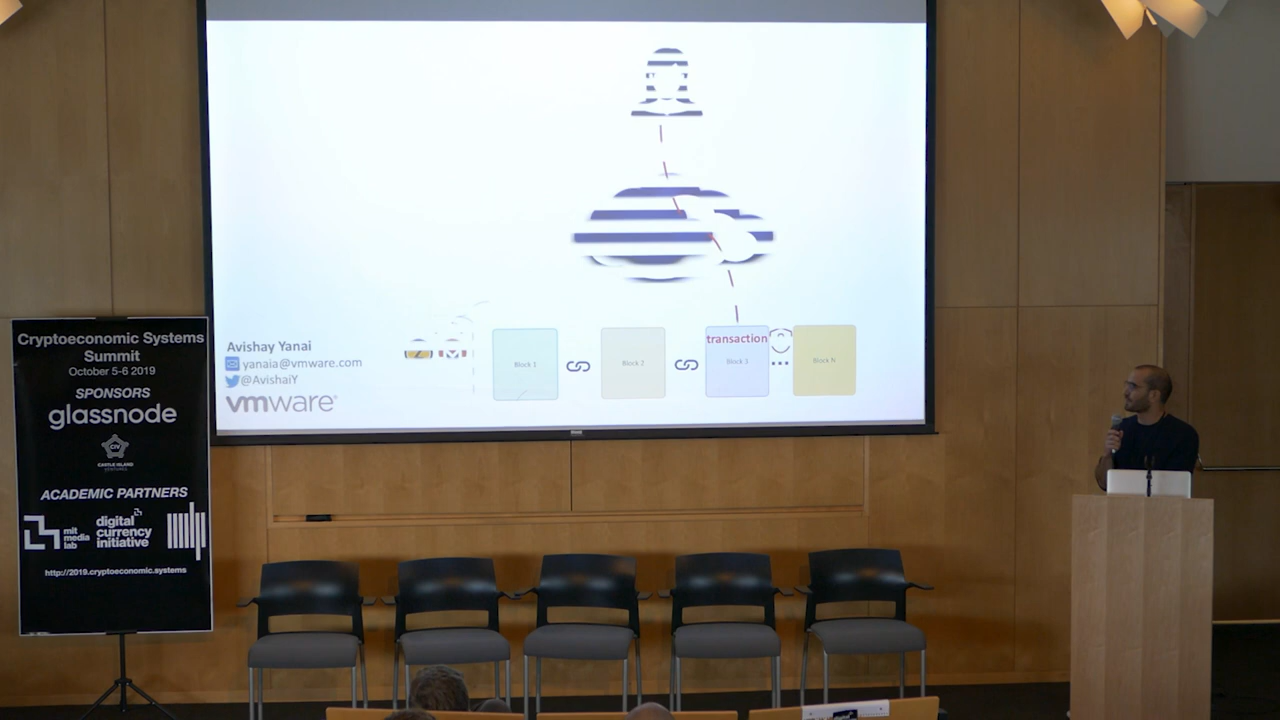 Cryptoeconomic Systems
Summit
October 5-6 2019
SPONSORS
glassnode
CIV
CASTLE ISLAND
VENTURES
ACADEMIC PARTNERS
mit
media
lab
digital
currency
initiative
http://2019.cryptoeconomic.systems
Avishay Yanai
yanaia@vmware.com
@AvishaiY
vmware
Block 1
Block 2
transaction
Block 3
...
Block N